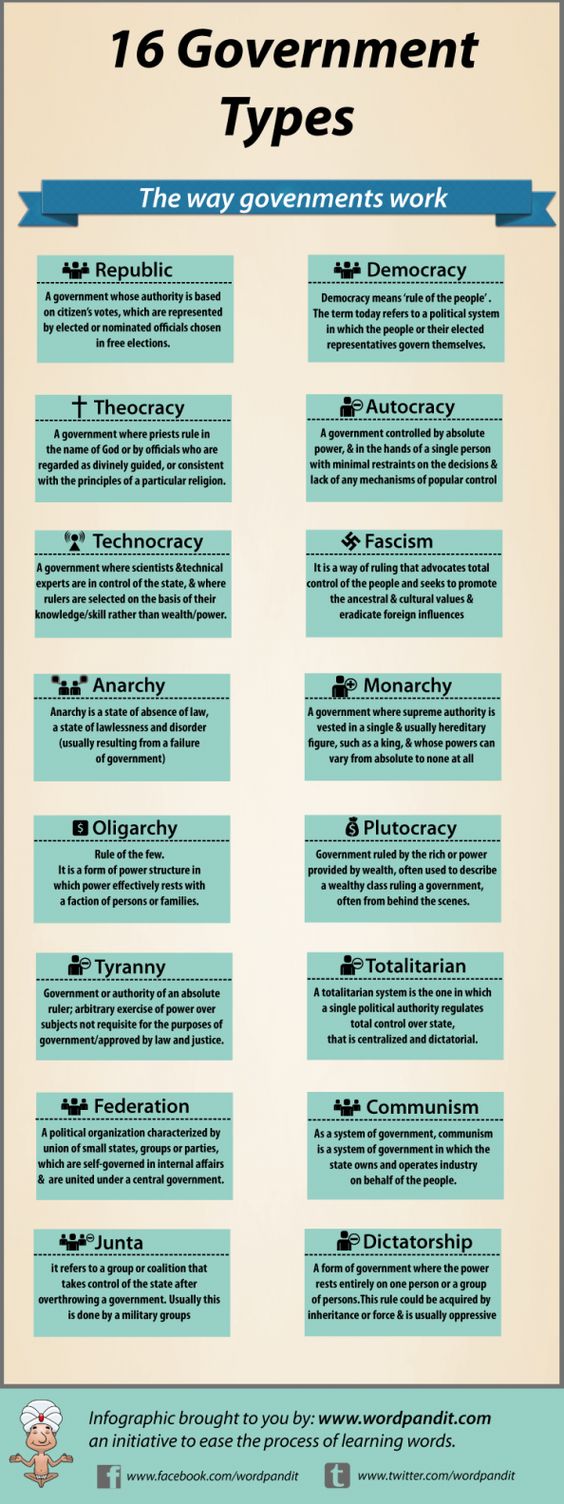 16 Government
Types
The way govenments work
Republic
A government whose authority is based
on citizen's votes, which are represented
by elected or nominated officials chosen
in free elections.
Democracy
Democracy means 'rule of the people' .
The term today refers to a political system
in which the people or their elected
representatives govern themselves.
Theocracy
A government where priests rule in
the name of God or by officials who are
regarded as divinely guided, or consistent
with the principles of a particular religion.
Autocracy
A government controlled by absolute
power, & in the hands of a single person
with minimal restraints on the decisions &
lack of any mechanisms of popular control
Technocracy
A government where scientists &technical
experts are in control of the state, & where
rulers are selected on the basis of their
knowledge/skill rather than wealth/power.
Fascism
It is a way of ruling that advocates total
control of the people and seeks to promote
the ancestral & cultural values &
eradicate foreign influences
Anarchy
Anarchy is a state of absence of law,
a state of lawlessness and disorder
(usually resulting from a failure
of government)
Monarchy
A government where supreme authority is
vested in a single & usually hereditary
figure, such as a king, & whose powers can
vary from absolute to none at all
$ Oligarchy
Rule of the few.
It is a form of power structure in
which power effectively rests with
a faction of persons or families.
$ Plutocracy
Government ruled by the rich or power
provided by wealth, often used to describe
a wealthy class ruling a government,
often from behind the scenes.
Tyranny
Government or authority of an absolute
ruler; arbitrary exercise of power over
subjects not requisite for the purposes of
government/approved by law and justice.
Totalitarian
A totalitarian system is the one in which
a single political authority regulates
total control over state,
that is centralized and dictatorial.
Federation
A political organization characterized by
union of small states, groups or parties,
which are self-governed in internal affairs
& are united under a central government.
Communism
As a system of government, communism
is a system of government in which the
state owns and operates industry
on behalf of the people.
Junta
it refers to a group or coalition that
takes control of the state after
overthrowing a government. Usually this
is done by a military groups
Dictatorship
A form of government where the power
rests entirely on one person or a group
of persons.This rule could be acquired by
inheritance or force & is usually oppressive
Infographic brought to you by: www.wordpandit.com
an initiative to ease the process of learning words.
f www.facebook.com/wordpandit
t www.twitter.com/wordpandit